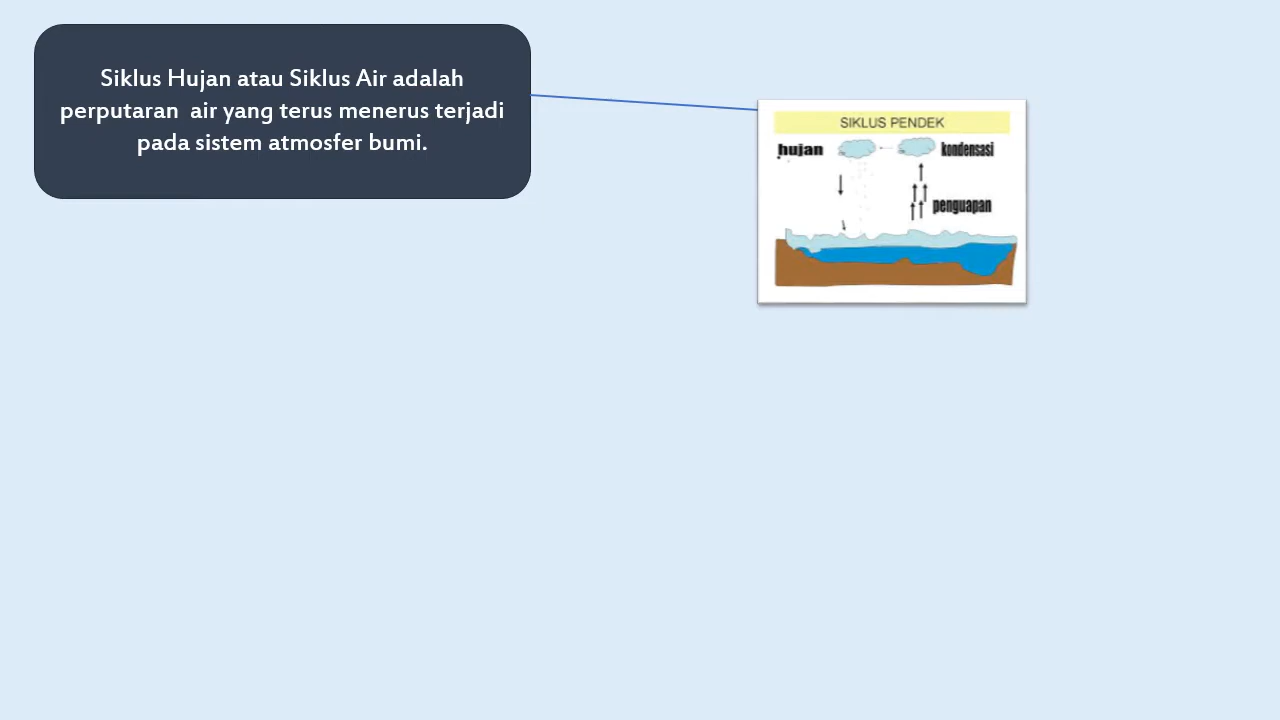 Siklus Hujan atau Siklus Air adalah
perputaran air yang terus menerus terjadi
pada sistem atmosfer bumi.
SIKLUS PENDEK
hujan
kondensasi
penguapan